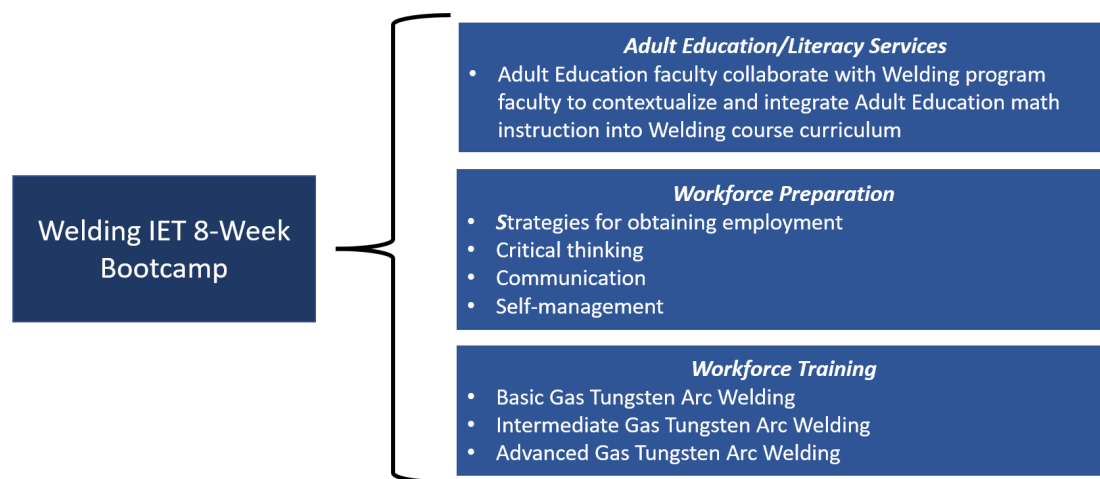 Welding IET 8-Week
Bootcamp
Adult Education/Literacy Services
• Adult Education faculty collaborate with Welding program
faculty to contextualize and integrate Adult Education math
instruction into Welding course curriculum
Workforce Preparation
• Strategies for obtaining employment
• Critical thinking
• Communication
• Self-management
Workforce Training
• Basic Gas Tungsten Arc Welding
• Intermediate Gas Tungsten Arc Welding
• Advanced Gas Tungsten Arc Welding